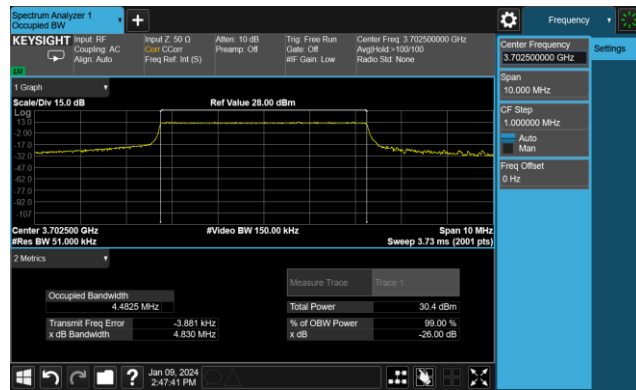 Spectrum Analyzer 1
Occupied BW
Frequency
KEYSIGHT
Input: RF
Coupling: AC
Align: Auto
Input Z: 50 Ω
Corr CCorr
Freq Ref: Int (S)
Atten: 10 dB
Preamp: Off
Trig: Free Run
Gate: Off
#IF Gain: Low
Center Freq: 3.702500000 GHz
Avg|Hold:>100/100
Radio Std: None
Center Frequency
3.702500000 GHz
Settings
Span
10.000 MHz
CF Step
1.000000 MHz
Auto
Man
Freq Offset
0 Hz
1 Graph
Scale/Div 15.0 dB
Ref Value 28.00 dBm
Log
13.0
-2.00
-17.0
-32.0
-47.0
-62.0
-77.0
-92.0
-107
Center 3.702500 GHz
#Video BW 150.00 kHz
Span 10 MHz
#Res BW 51.000 kHz
Sweep 3.73 ms (2001 pts)
2 Metrics
Measure Trace
Trace 1
Occupied Bandwidth
4.4825 MHz
Total Power
30.4 dBm
Transmit Freq Error
-3.881 kHz
% of OBW Power
99.00 %
x dB Bandwidth
4.830 MHz
x dB
-26.00 dB
Jan 09, 2024
2:47:41 PM